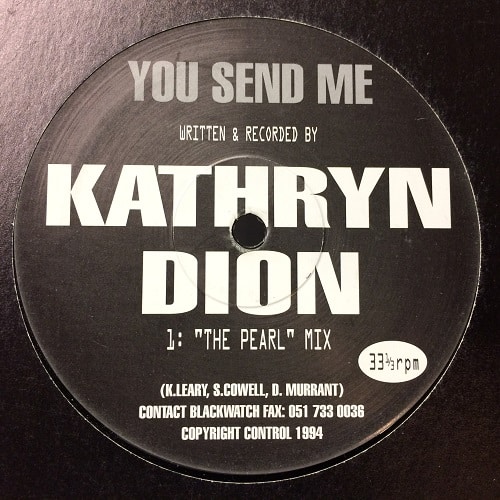 YOU SEND ME
WRITTEN & RECORDED BY
KATHRYN
DION
1: "THE PEARL" MIX
33⅓rpm
(K.LEARY, S.COWELL, D. MURRANT)
CONTACT BLACKWATCH FAX: 051 733 0036
COPYRIGHT CONTROL 1994